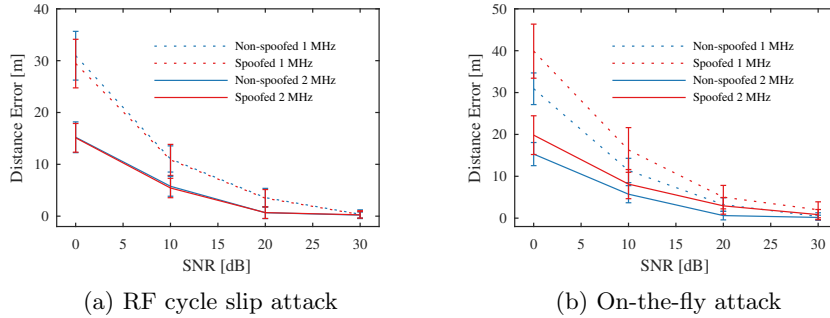 40
30
20
10
0
Distance Error [m]
Non-spoofed 1 MHz
Spoofed 1 MHz
Non-spoofed 2 MHz
Spoofed 2 MHz
0 5 10 15 20 25 30
SNR [dB]
(a) RF cycle slip attack
50
40
30
20
10
0
Distance Error [m]
Non-spoofed 1 MHz
Spoofed 1 MHz
Non-spoofed 2 MHz
Spoofed 2 MHz
0 5 10 15 20 25 30
SNR [dB]
(b) On-the-fly attack